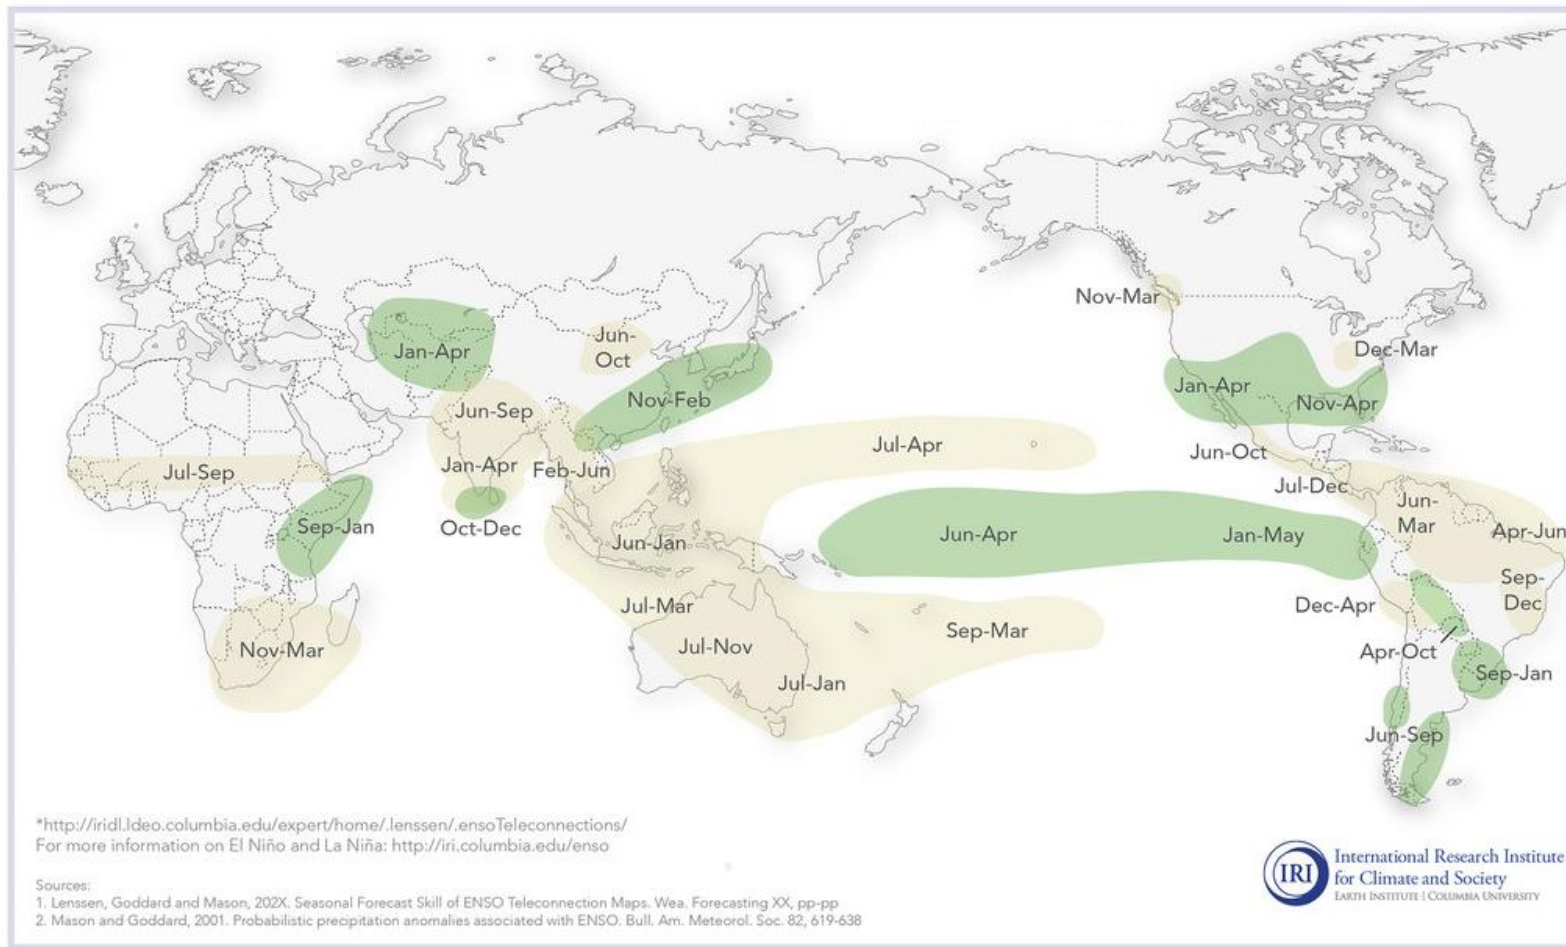 Nov-Mar
Jun-
Oct
Dec-Mar
Jan-Apr
Jan-Apr
Nov-Feb
Nov-Apr
Jun-Sep
Jul-Apr
Jun-Oct
Jul-Sep
Jan-Apr
Feb-Jun
Jul-Dec
Jun-
Mar
Sep-Jan
Oct-Dec
Jun-Jan
Jun-Apr
Jan-May
Apr-Jun
Sep-
Dec
Jul-Mar
Dec-Apr
Sep-Mar
Nov-Mar
Jul-Nov
Apr-Oct
Jul-Jan
Sep-Jan
Jun-Sep
*http://iridl.ldeo.columbia.edu/expert/home/.lenssen/.ensoTeleconnections/
For more information on El Niño and La Niña: http://iri.columbia.edu/enso
Sources:
1. Lenssen, Goddard and Mason, 202X. Seasonal Forecast Skill of ENSO Teleconnection Maps. Wea. Forecasting XX, pp-pp
2. Mason and Goddard, 2001. Probabilistic precipitation anomalies associated with ENSO. Bull. Am. Meteorol. Soc. 82, 619-638
IRI
International Research Institute
for Climate and Society
EARTH INSTITUTE | COLUMBIA UNIVERSITY